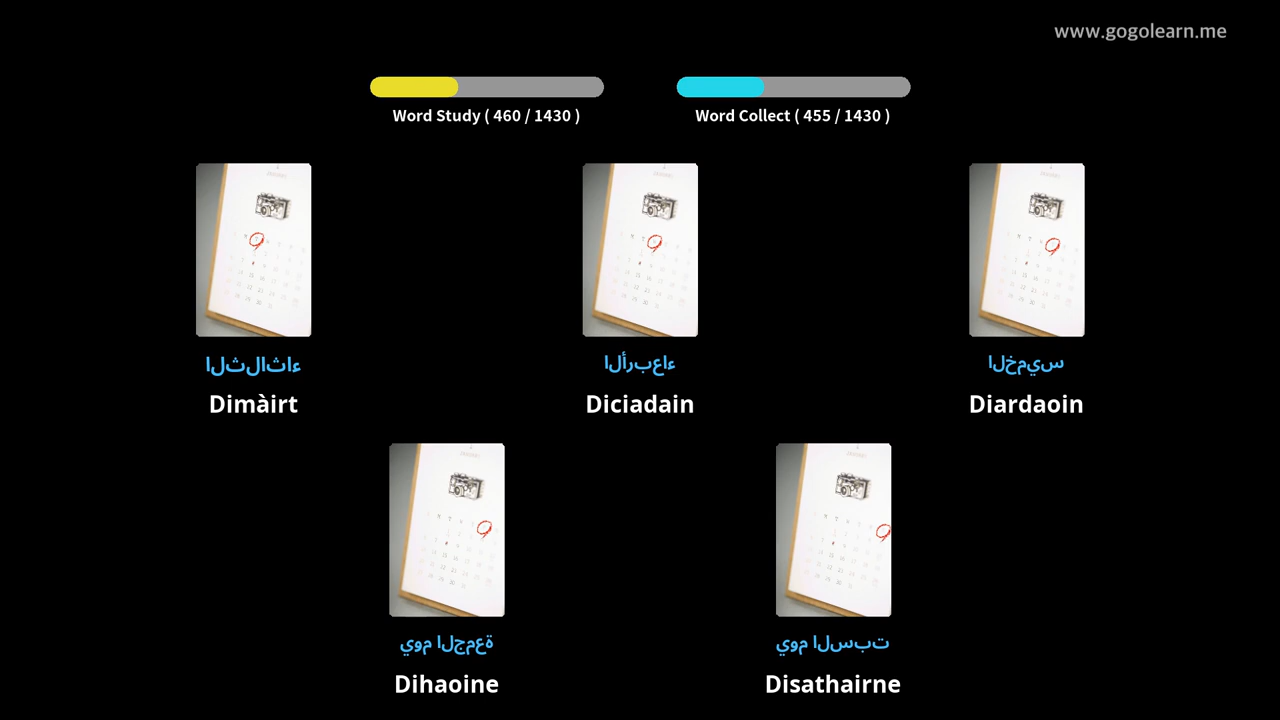 www.gogolearn.me
Word Study ( 460 / 1430 )
Word Collect ( 455 / 1430 )
الثلاثاء
الأربعاء
الخميس
Dimàirt
Diciadain
Diardaoin
يوم الجمعة
يوم السبت
Dihaoine
Disathairne